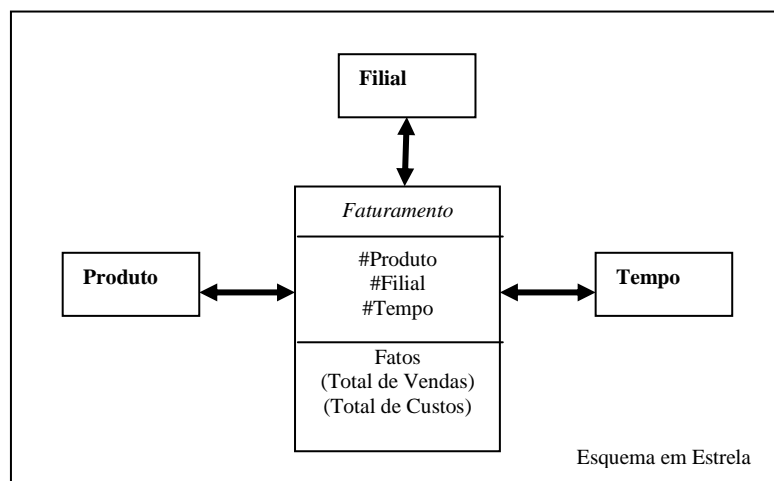 Filial
Faturamento
#Produto
#Filial
#Tempo
Produto
Tempo
Fatos
(Total de Vendas)
(Total de Custos)
Esquema em Estrela